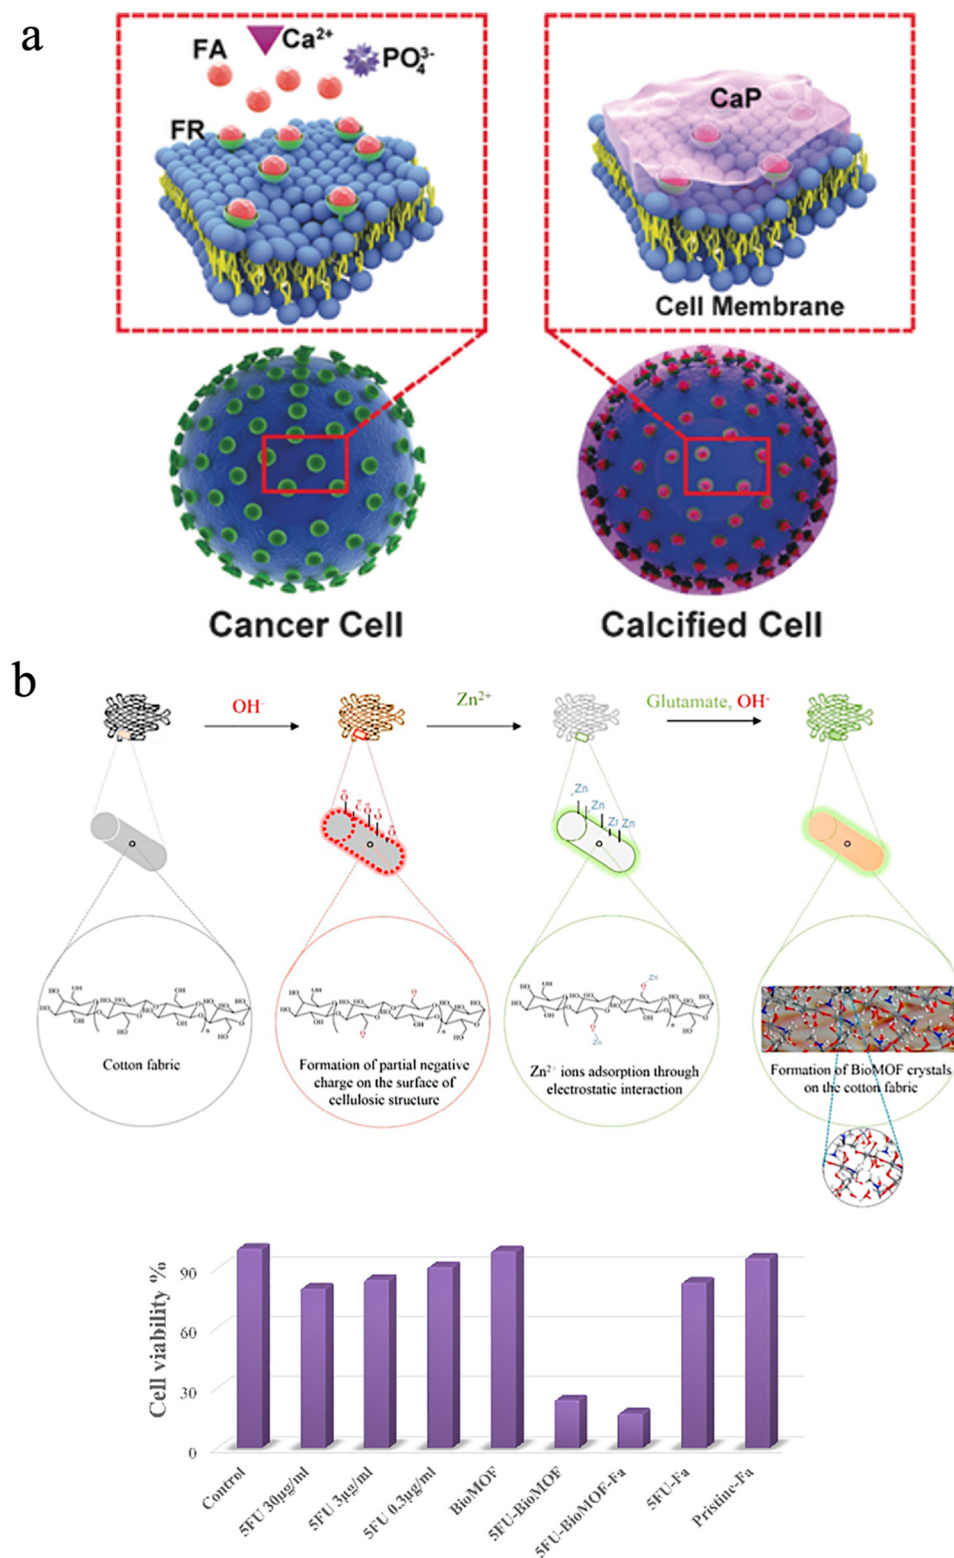 a
FA
Ca²⁺
PO₄³⁻
FR
CaP
Cell Membrane
Cancer Cell
Calcified Cell
b
OH⁻
Zn²⁺
Glutamate, OH⁻
Zn
Zn
Zn
Cotton fabric
Formation of partial negative
charge on the surface of
cellulosic structure
Zn²⁺ ions adsorption through
electrostatic interaction
Formation of BioMOF crystals
on the cotton fabric
Cell viability %
90
60
30
0
Control
5FU 30µg/ml
5FU 3µg/ml
5FU 0.3µg/ml
BioMOF
5FU-BioMOF
5FU-BioMOF-Fa
5FU-Fa
Pristine-Fa